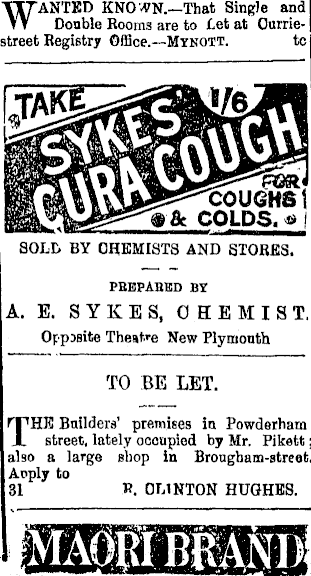 WANTED KNOWN.—That Single and
Double Rooms are to Let at Currie-
street Registry Office.—MYNOTT. tc
TAKE 1/6
SYKES'
CURA COUGH
FOR
COUGHS
& COLDS.
SOLD BY CHEMISTS AND STORES.
PREPARED BY
A. E. SYKES, CHEMIST.
Opposite Theatre New Plymouth
TO BE LET.
THE Builders' premises in Powderham
street, lately occupied by Mr. Pikett;
also a large shop in Brougham-street.
Apply to
31 R. CLINTON HUGHES.
MAORI BRAND